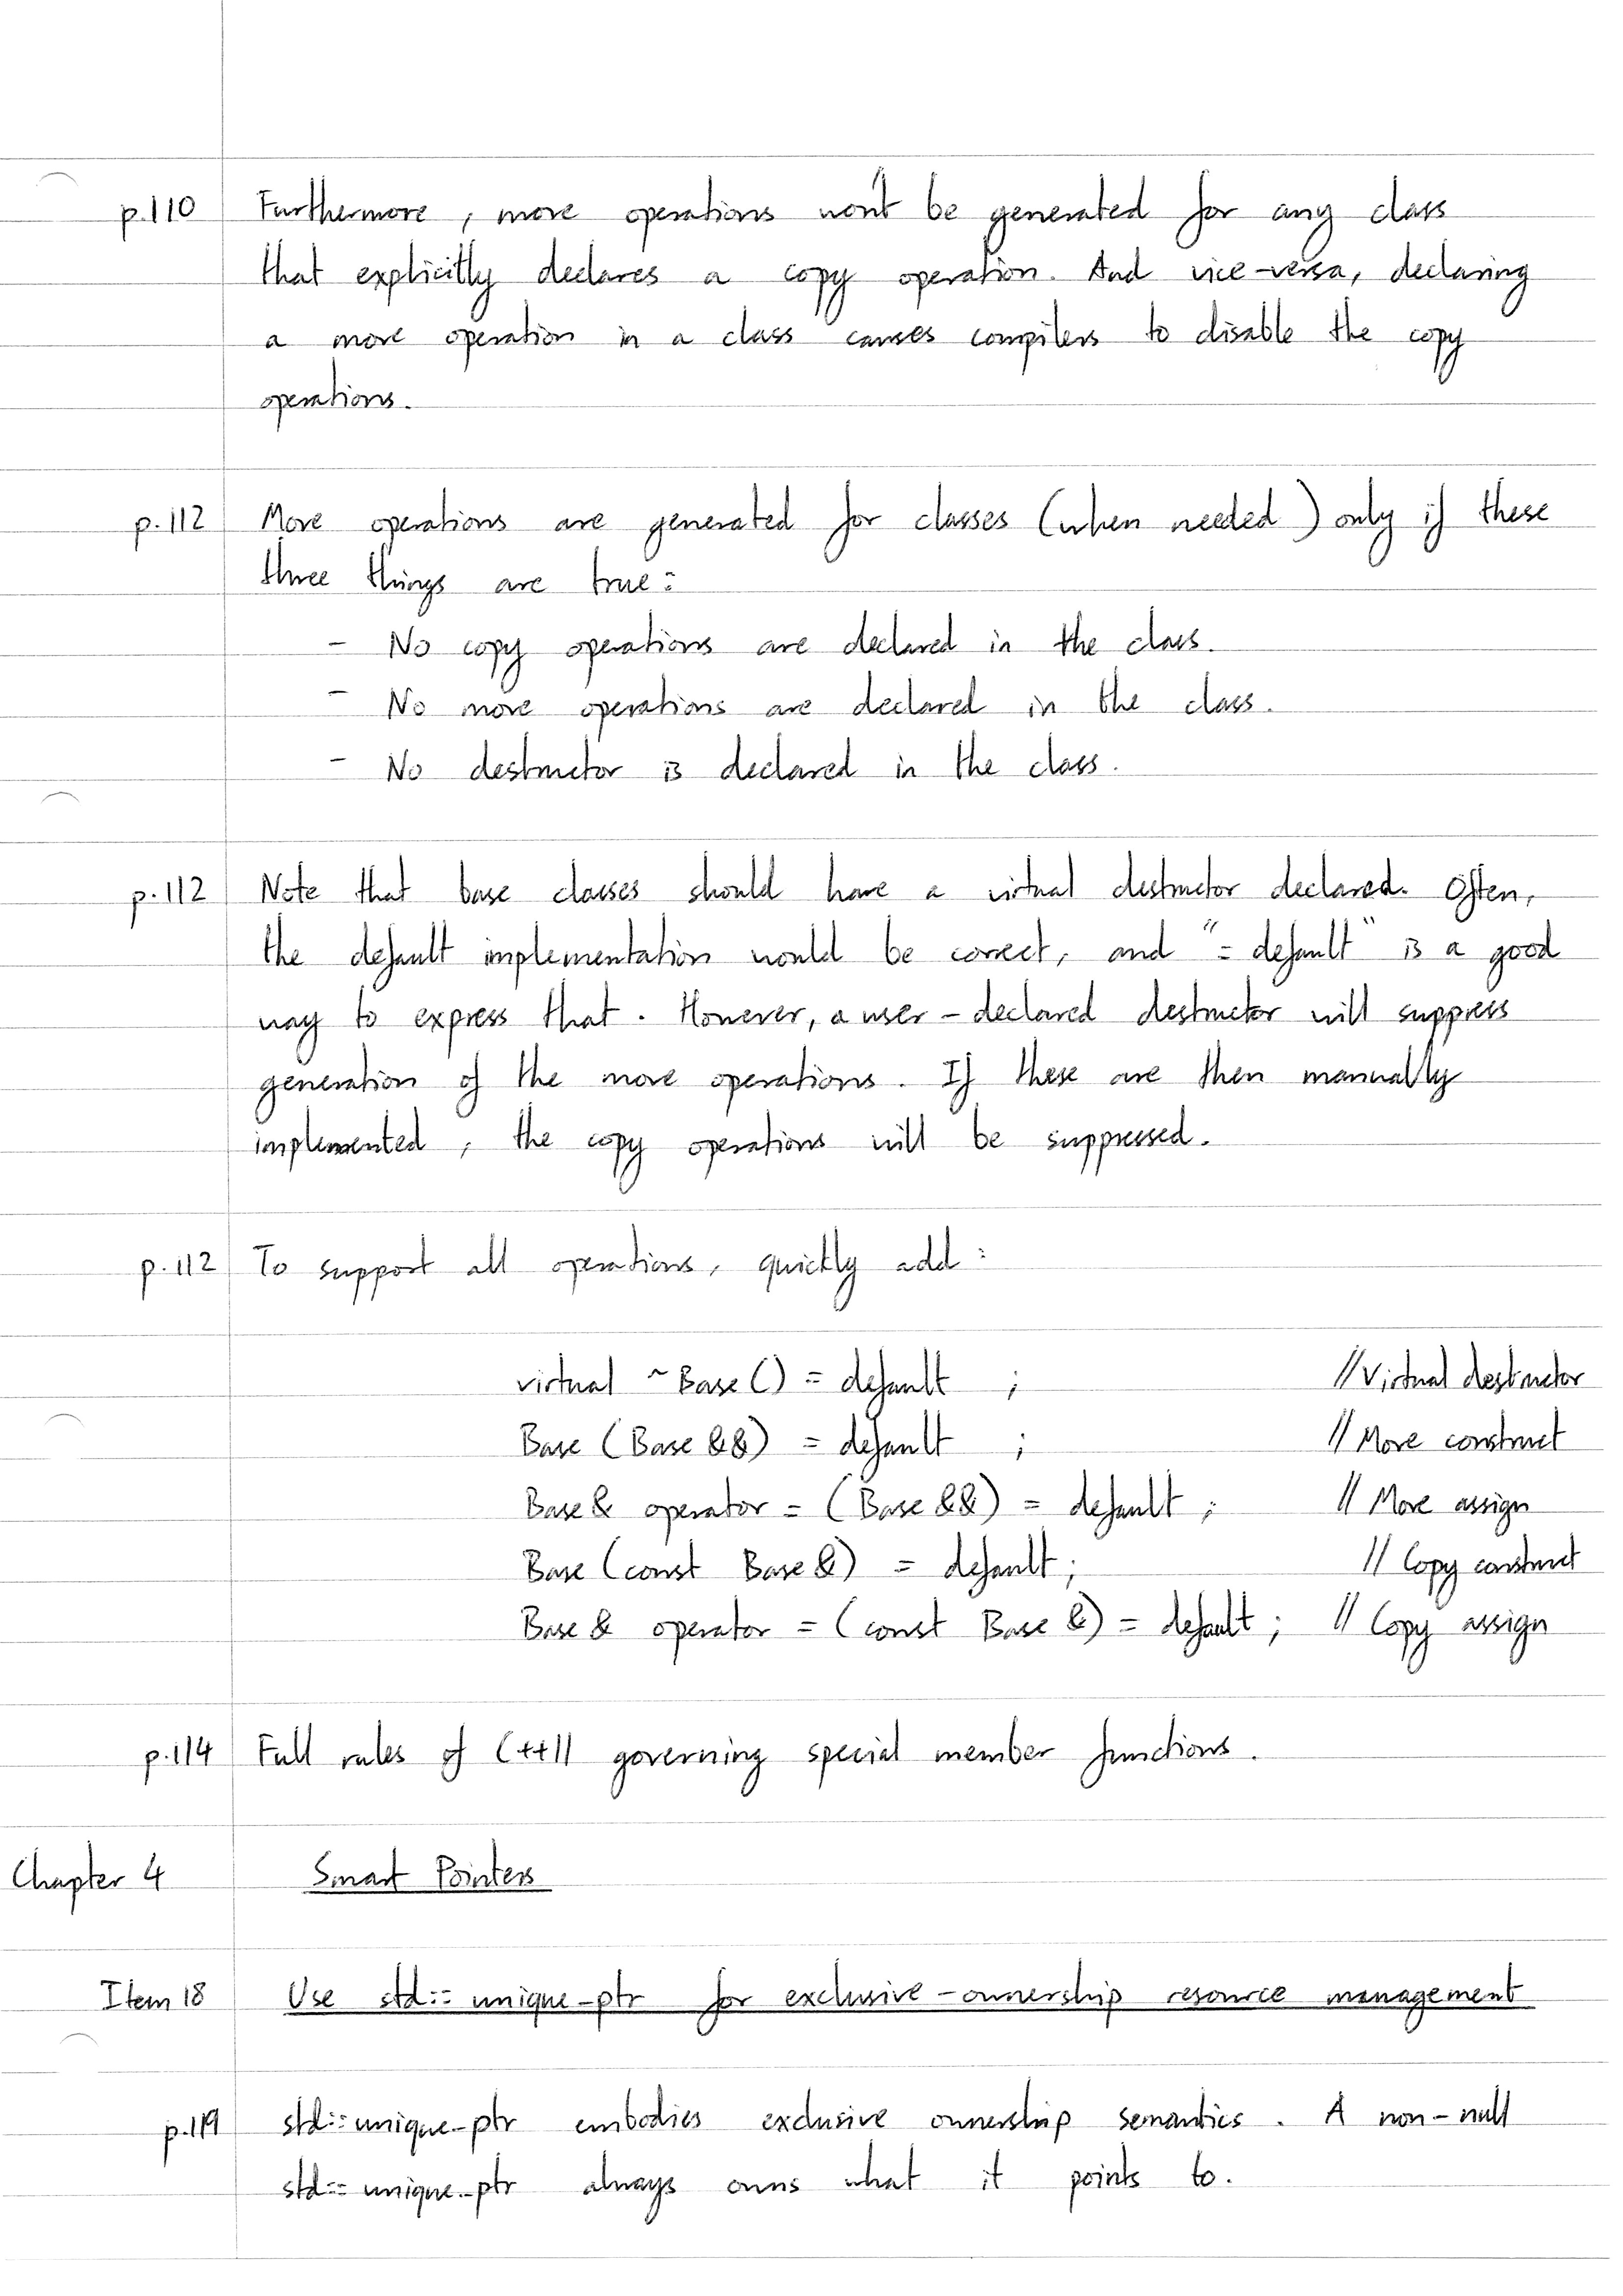 p.110 Furthermore, move operations won't be generated for any class
that explicitly declares a copy operation. And vice-versa, declaring
a move operation in a class causes compilers to disable the copy
operations.
p.112 Move operations are generated for classes (when needed) only if these
three things are true:
- No copy operations are declared in the class.
- No move operations are declared in the class.
- No destructor is declared in the class.
p.112 Note that base classes should have a virtual destructor declared. Often,
the default implementation would be correct, and "= default" is a good
way to express that. However, a user-declared destructor will suppress
generation of the move operations. If these are then manually
implemented, the copy operations will be suppressed.
p.112 To support all operations, quickly add:
virtual ~Base() = default ; // Virtual destructor
Base (Base &&) = default ; // Move construct
Base & operator = (Base &&) = default ; // Move assign
Base (const Base &) = default; // Copy construct
Base & operator = (const Base &) = default ; // Copy assign
p.114 Full rules of C++11 governing special member functions.
Chapter 4 Smart Pointers
Item 18 Use std::unique_ptr for exclusive-ownership resource management
p.119 std::unique_ptr embodies exclusive ownership semantics. A non-null
std::unique_ptr always owns what it points to.